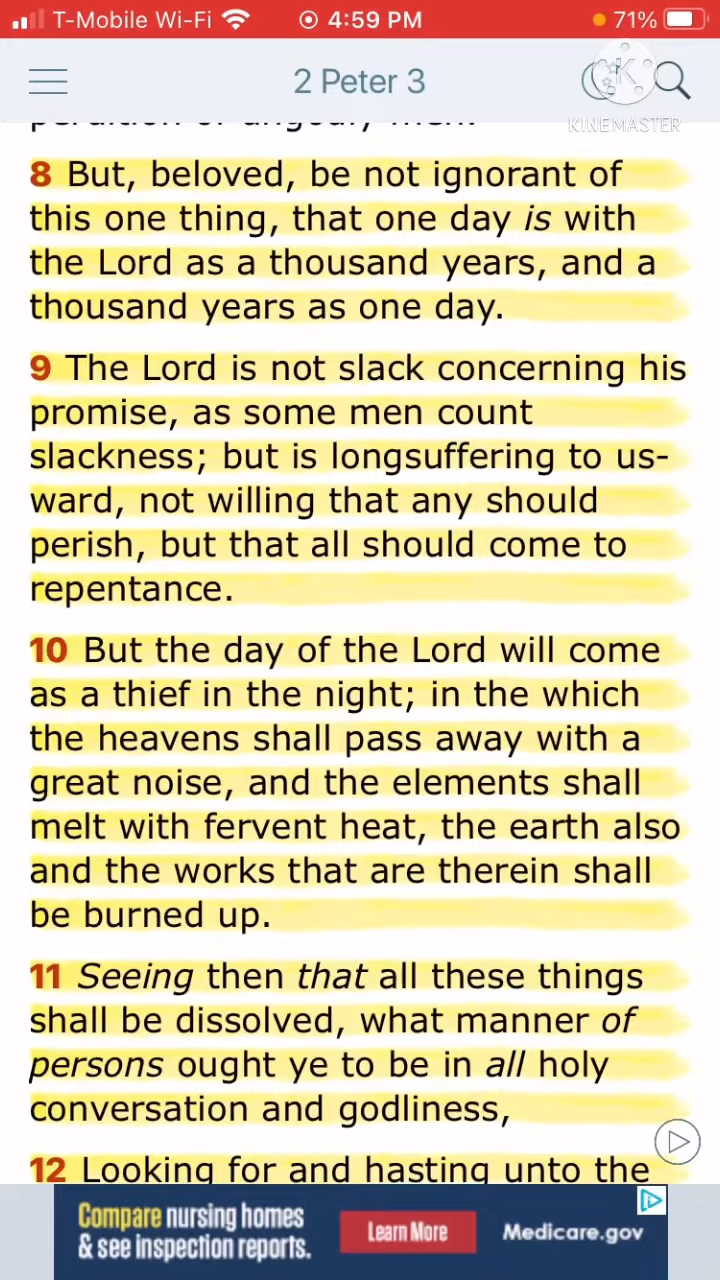 T-Mobile Wi-Fi 4:59 PM 71%
2 Peter 3
K
KINEMASTER
perdition of ungodly men.
8 But, beloved, be not ignorant of
this one thing, that one day is with
the Lord as a thousand years, and a
thousand years as one day.
9 The Lord is not slack concerning his
promise, as some men count
slackness; but is longsuffering to us-
ward, not willing that any should
perish, but that all should come to
repentance.
10 But the day of the Lord will come
as a thief in the night; in the which
the heavens shall pass away with a
great noise, and the elements shall
melt with fervent heat, the earth also
and the works that are therein shall
be burned up.
11 Seeing then that all these things
shall be dissolved, what manner of
persons ought ye to be in all holy
conversation and godliness,
12 Looking for and hasting unto the
Compare nursing homes
& see inspection reports.
Learn More
Medicare.gov